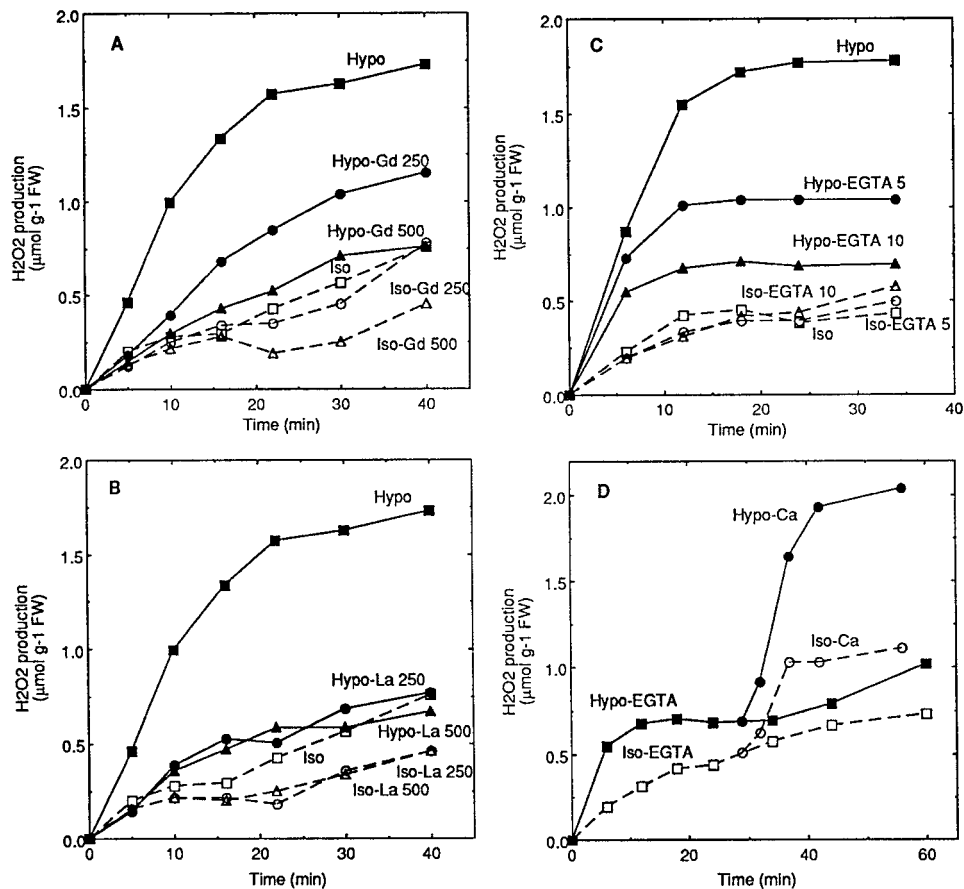 A
H2O2 production
(µmol g-1 FW)
2.0
1.5
1.0
0.5
0.0
Hypo
Hypo-Gd 250
Hypo-Gd 500
Iso
Iso-Gd 250
Iso-Gd 500
0 10 20 30 40
Time (min)
C
H2O2 production
(µmol g-1 FW)
2.0
1.5
1.0
0.5
0.0
Hypo
Hypo-EGTA 5
Hypo-EGTA 10
Iso-EGTA 10
Iso
Iso-EGTA 5
0 10 20 30 40
Time (min)
B
H2O2 production
(µmol g-1 FW)
2.0
1.5
1.0
0.5
0.0
Hypo
Hypo-La 250
Hypo-La 500
Iso
Iso-La 250
Iso-La 500
0 10 20 30 40
Time (min)
D
H2O2 production
(µmol g-1 FW)
2.0
1.5
1.0
0.5
0.0
Hypo-Ca
Iso-Ca
Hypo-EGTA
Iso-EGTA
0 20 40 60
Time (min)